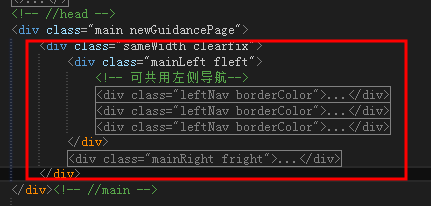 <!-- //head -->
<div class="main newGuidancePage">
<div class="sameWidth clearfix">
<div class="mainLeft fleft">
<!-- 可共用左侧导航-->
<div class="leftNav borderColor">...</div>
<div class="leftNav borderColor">...</div>
<div class="leftNav borderColor">...</div>
</div>
<div class="mainRight fright">...</div>
</div>
</div><!-- //main -->